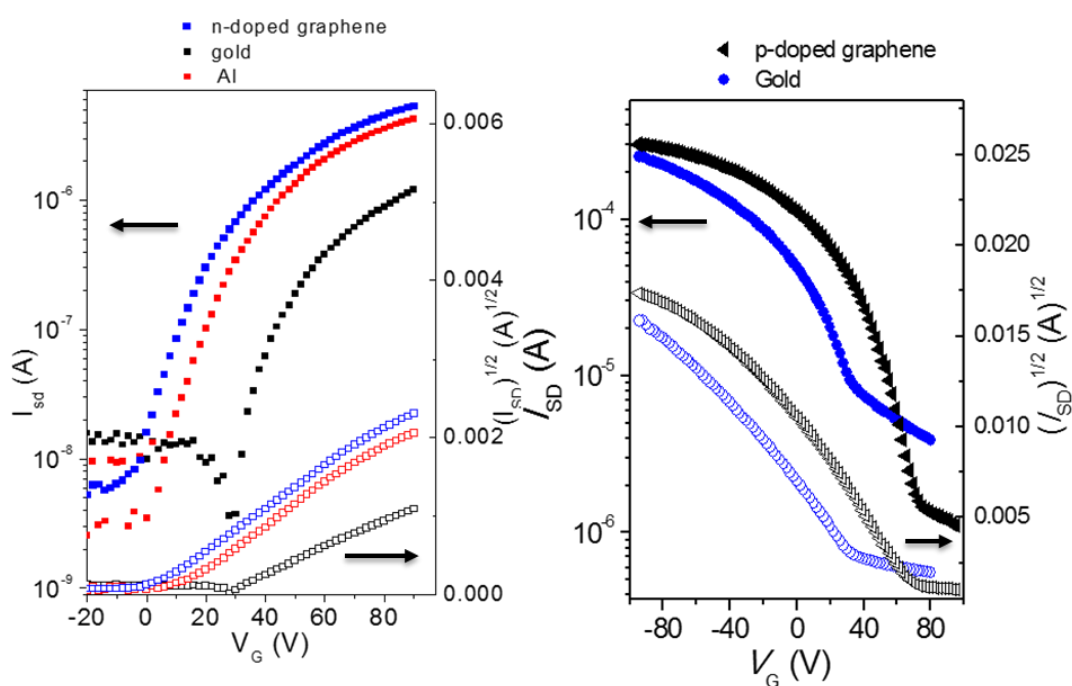 n-doped graphene
gold
Al
I_sd (A)
10^-6
10^-7
10^-8
10^-9
-20 0 20 40 60 80
V_G (V)
0.006
0.004
0.002
0.000
(I_SD)^1/2 (A)^1/2
p-doped graphene
Gold
I_SD (A)
10^-4
10^-5
10^-6
-80 -40 0 40 80
V_G (V)
0.025
0.020
0.015
0.010
0.005
(I_SD)^1/2 (A)^1/2